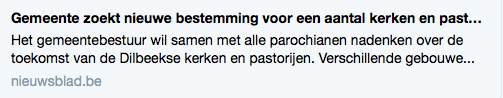 Gemeente zoekt nieuwe bestemming voor een aantal kerken en past...
Het gemeentebestuur wil samen met alle parochianen nadenken over de
toekomst van de Dilbeekse kerken en pastorijen. Verschillende gebouwe...
nieuwsblad.be